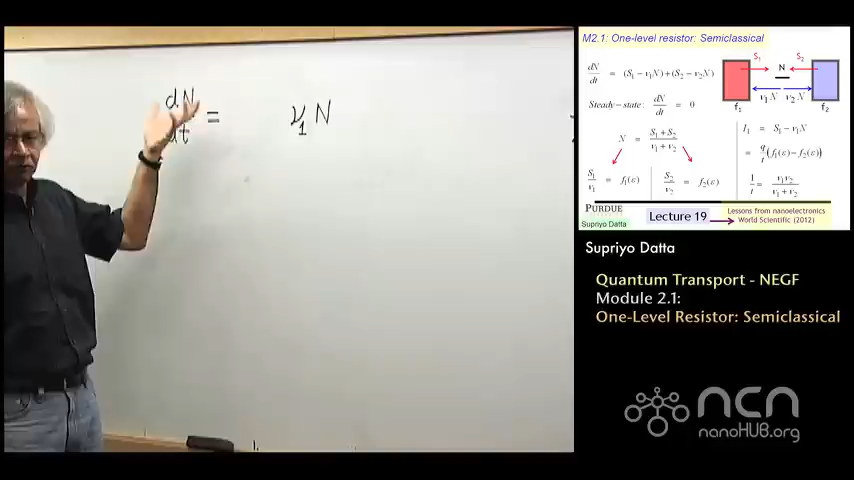 dN
dt
=
ν₁ N
M2.1: One-level resistor: Semiclassical
dN/dt = (S₁ − ν₁N) + (S₂ − ν₂N)
Steady-state: dN/dt = 0
N = (S₁ + S₂)/(ν₁ + ν₂)
S₁/ν₁ = f₁(ε)
S₂/ν₂ = f₂(ε)
S₁ N S₂
ν₁N ν₂N
f₁ f₂
I₁ = S₁ − ν₁N
= q/t (f₁(ε) − f₂(ε))
1/t = ν₁ν₂/(ν₁ + ν₂)
PURDUE
Supriyo Datta
Lecture 19
Lessons from nanoelectronics
World Scientific (2012)
Supriyo Datta
Quantum Transport - NEGF
Module 2.1:
One-Level Resistor: Semiclassical
ncn
nanoHUB.org